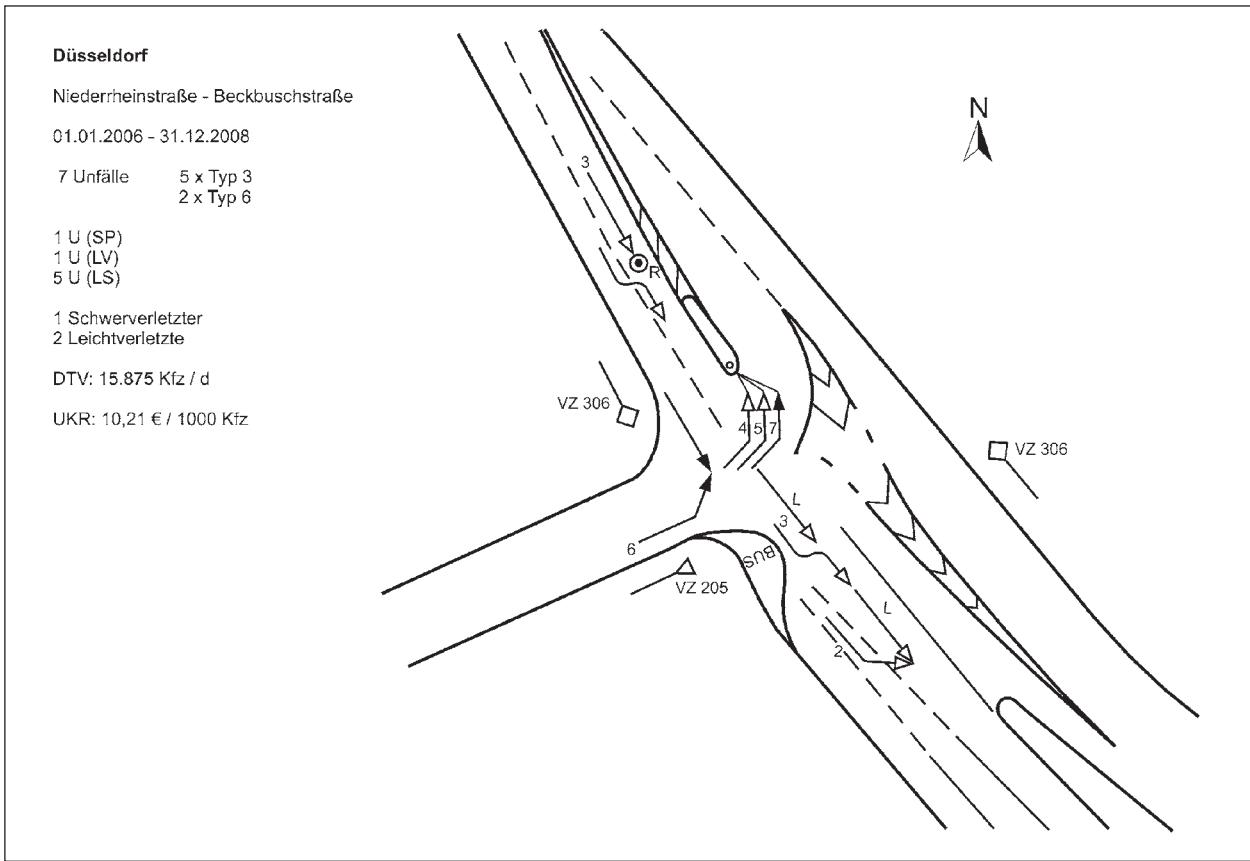 Düsseldorf
Niederrheinstraße - Beckbuschstraße
01.01.2006 - 31.12.2008
7 Unfälle 5 x Typ 3
2 x Typ 6
1 U (SP)
1 U (LV)
5 U (LS)
1 Schwerverletzter
2 Leichtverletzte
DTV: 15.875 Kfz / d
UKR: 10,21 € / 1000 Kfz
N
3
R
VZ 306
4 5 7
VZ 306
L
3
6
BUS
VZ 205
L
2